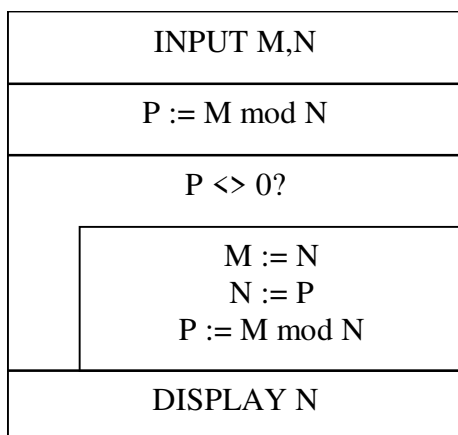 INPUT M,N
P := M mod N
P <> 0?
M := N
N := P
P := M mod N
DISPLAY N